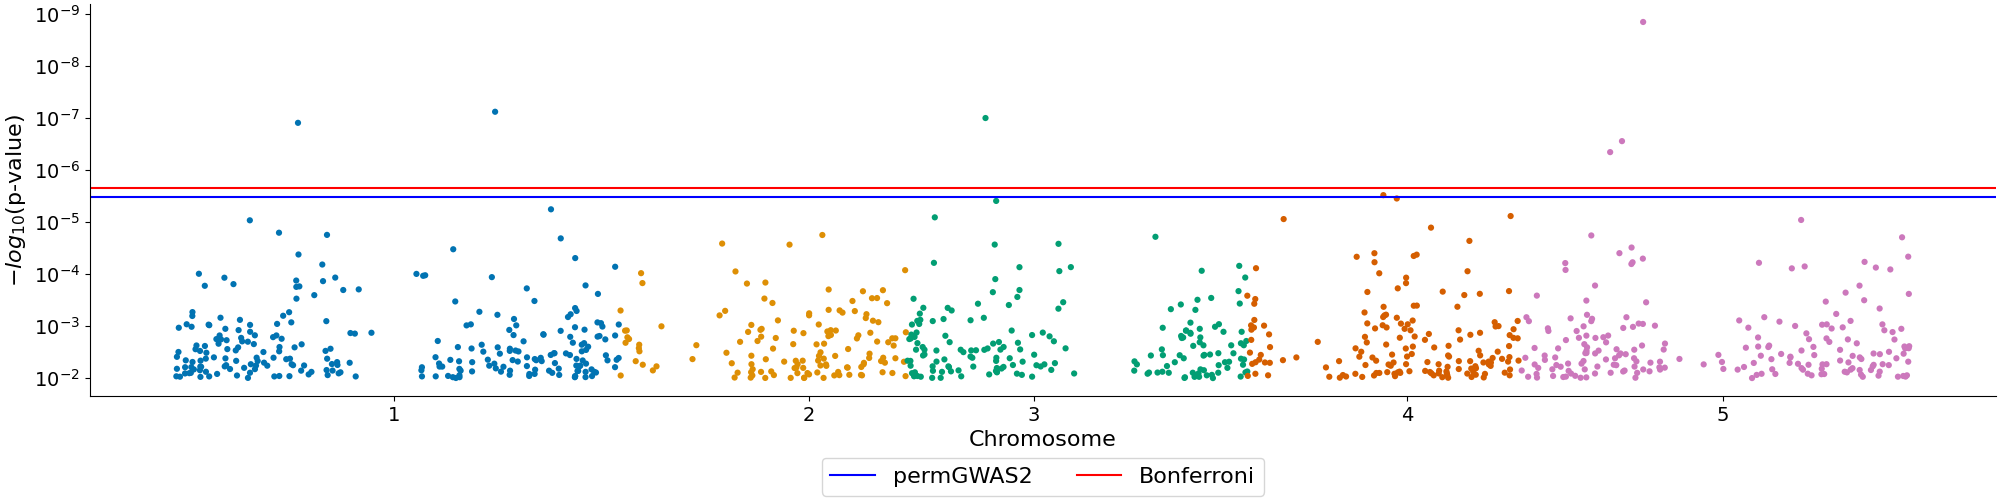 −log₁₀(p-value)
10⁻⁹
10⁻⁸
10⁻⁷
10⁻⁶
10⁻⁵
10⁻⁴
10⁻³
10⁻²
1 2 3 4 5
Chromosome
permGWAS2 Bonferroni